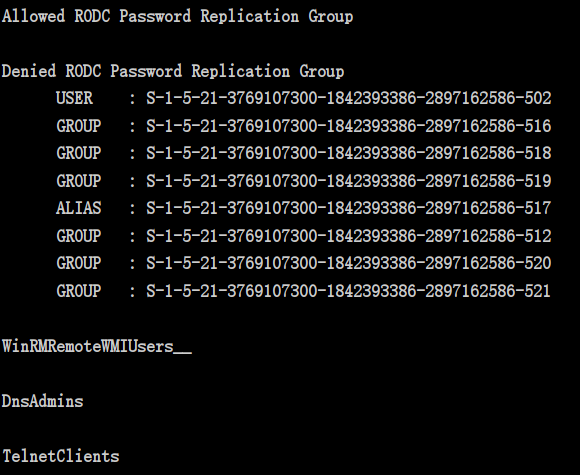 Allowed RODC Password Replication Group
Denied RODC Password Replication Group
USER : S-1-5-21-3769107300-1842393386-2897162586-502
GROUP : S-1-5-21-3769107300-1842393386-2897162586-516
GROUP : S-1-5-21-3769107300-1842393386-2897162586-518
GROUP : S-1-5-21-3769107300-1842393386-2897162586-519
ALIAS : S-1-5-21-3769107300-1842393386-2897162586-517
GROUP : S-1-5-21-3769107300-1842393386-2897162586-512
GROUP : S-1-5-21-3769107300-1842393386-2897162586-520
GROUP : S-1-5-21-3769107300-1842393386-2897162586-521
WinRMRemoteWMIUsers__
DnsAdmins
TelnetClients